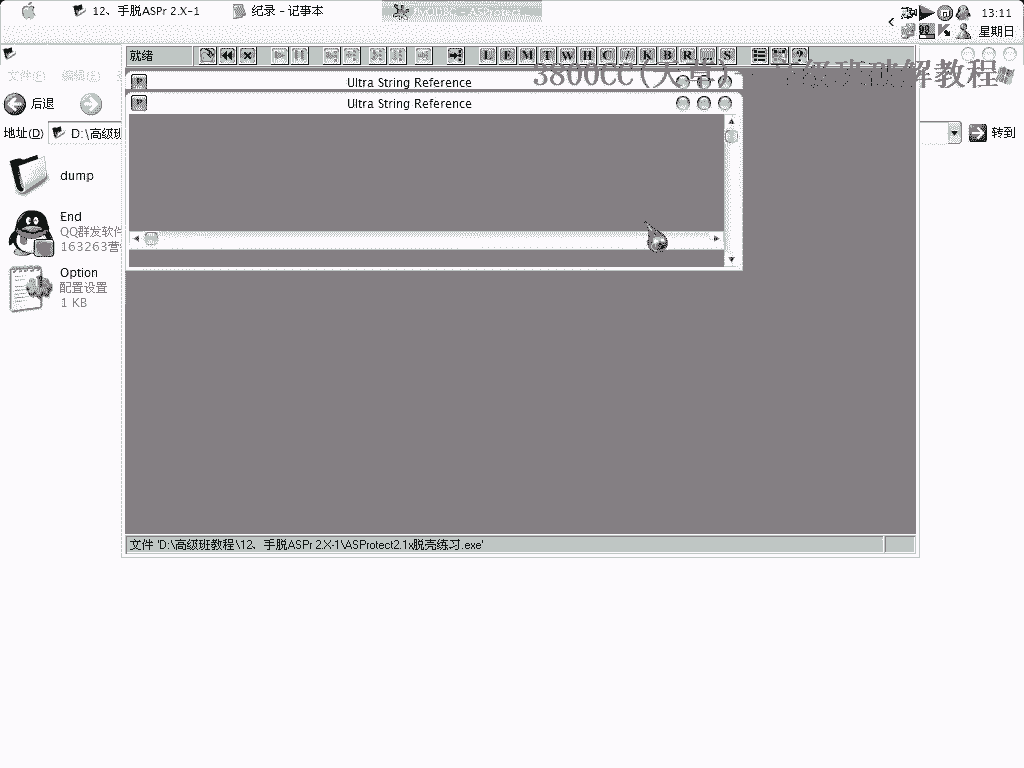 12、手脱ASPr 2.X-1
纪录 - 记事本
13:11
星期日
就绪
L E M T W H C / K B R ... S
?
文件(F)
编辑(E)
3800CC(大草)
级班破解教程
Ultra String Reference
Ultra String Reference
后退
地址(D)
D:\高级班
转到
dump
End
QQ群发软件
163263营
Option
配置设置
1 KB
文件 'D:\高级班教程\12、手脱ASPr 2.X-1\ASProtect2.1x脱壳练习.exe'